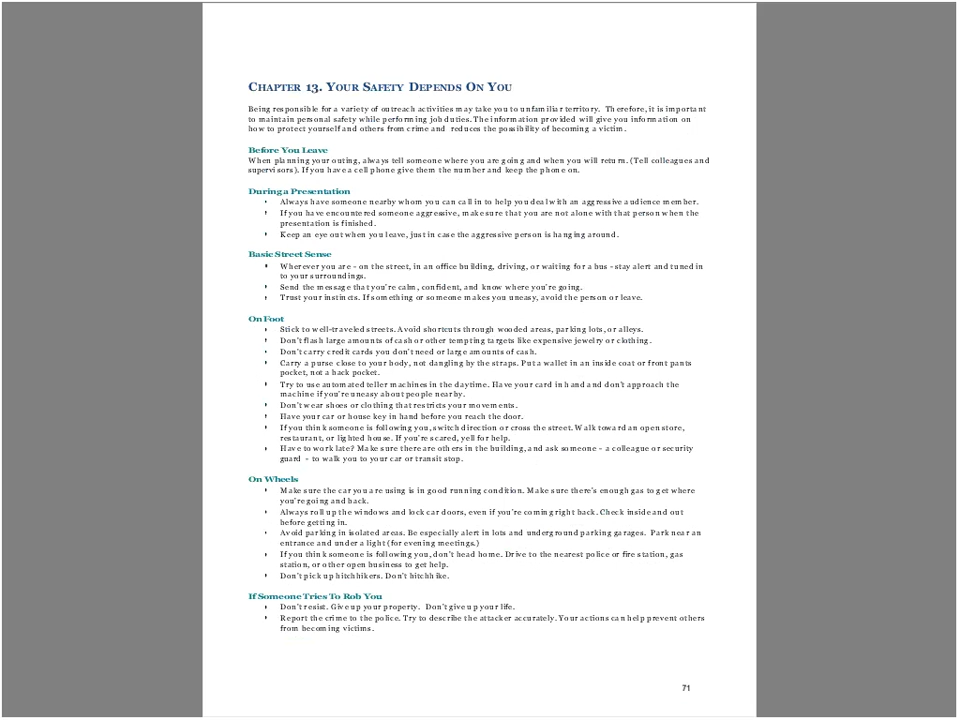 CHAPTER 13. YOUR SAFETY DEPENDS ON YOU
Being responsible for a variety of outreach activities may take you to unfamiliar territory. Therefore, it is important
to maintain personal safety while performing job duties. The information provided will give you information on
how to protect yourself and others from crime and reduces the possibility of becoming a victim.
Before You Leave
When planning your outing, always tell someone where you are going and when you will return. (Tell colleagues and
supervisors). If you have a cell phone give them the number and keep the phone on.
During a Presentation
• Always have someone nearby whom you can call in to help you deal with an aggressive audience member.
• If you have encountered someone aggressive, make sure that you are not alone with that person when the
presentation is finished.
• Keep an eye out when you leave, just in case the aggressive person is hanging around.
Basic Street Sense
• Wherever you are - on the street, in an office building, driving, or waiting for a bus - stay alert and tuned in
to your surroundings.
• Send the message that you're calm, confident, and know where you're going.
• Trust your instincts. If something or someone makes you uneasy, avoid the person or leave.
On Foot
• Stick to well-traveled streets. Avoid shortcuts through wooded areas, parking lots, or alleys.
• Don't flash large amounts of cash or other tempting targets like expensive jewelry or clothing.
• Don't carry credit cards you don't need or large amounts of cash.
• Carry a purse close to your body, not dangling by the straps. Put a wallet in an inside coat or front pants
pocket, not a back pocket.
• Try to use automated teller machines in the daytime. Have your card in hand and don't approach the
machine if you're uneasy about people nearby.
• Don't wear shoes or clothing that restricts your movements.
• Have your car or house key in hand before you reach the door.
• If you think someone is following you, switch direction or cross the street. Walk toward an open store,
restaurant, or lighted house. If you're scared, yell for help.
• Have to work late? Make sure there are others in the building, and ask someone – a colleague or security
guard – to walk you to your car or transit stop.
On Wheels
• Make sure the car you are using is in good running condition. Make sure there's enough gas to get where
you're going and back.
• Always roll up the windows and lock car doors, even if you're coming right back. Check inside and out
before getting in.
• Avoid parking in isolated areas. Be especially alert in lots and underground parking garages. Park near an
entrance and under a light (for evening meetings.)
• If you think someone is following you, don't head home. Drive to the nearest police or fire station, gas
station, or other open business to get help.
• Don't pick up hitchhikers. Don't hitchhike.
If Someone Tries To Rob You
• Don't resist. Give up your property. Don't give up your life.
• Report the crime to the police. Try to describe the attacker accurately. Your actions can help prevent others
from becoming victims.
71